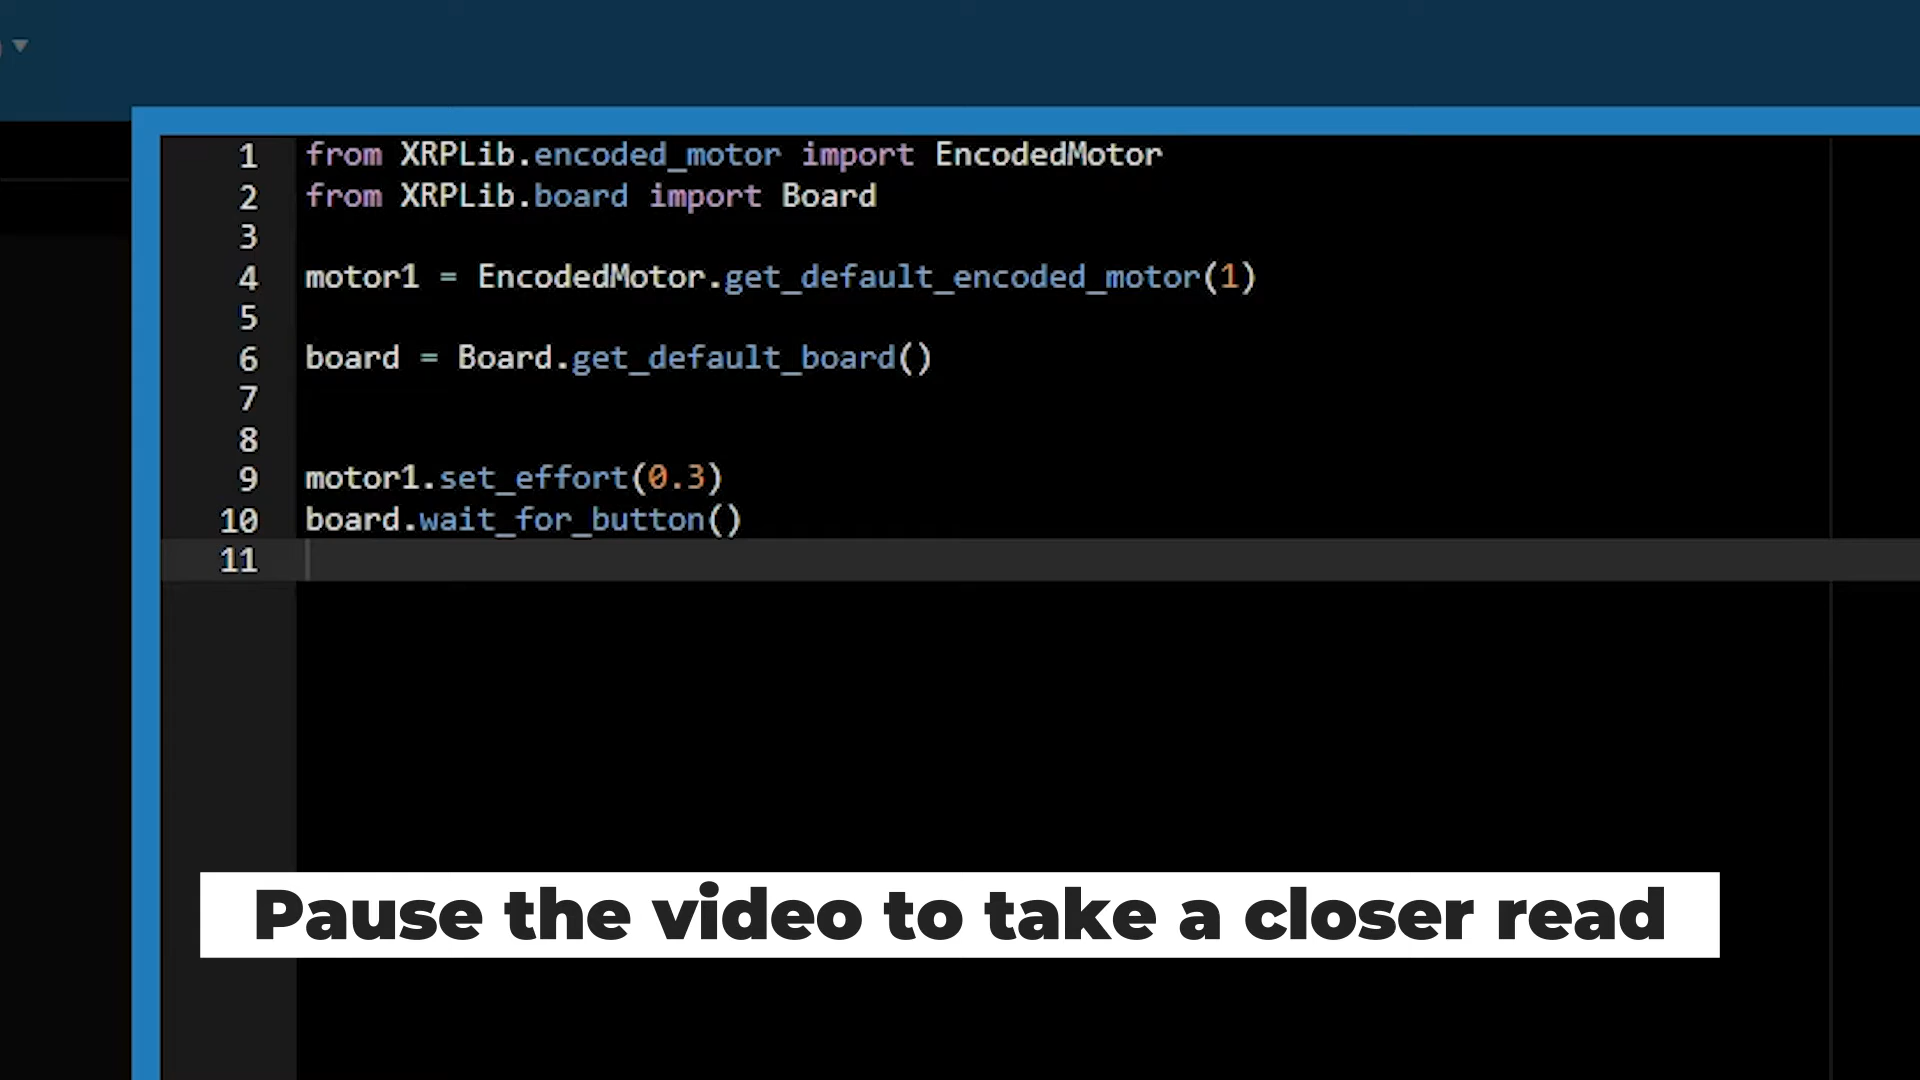 1 from XRPLib.encoded_motor import EncodedMotor
2 from XRPLib.board import Board
3
4 motor1 = EncodedMotor.get_default_encoded_motor(1)
5
6 board = Board.get_default_board()
7
8
9 motor1.set_effort(0.3)
10 board.wait_for_button()
11
Pause the video to take a closer read